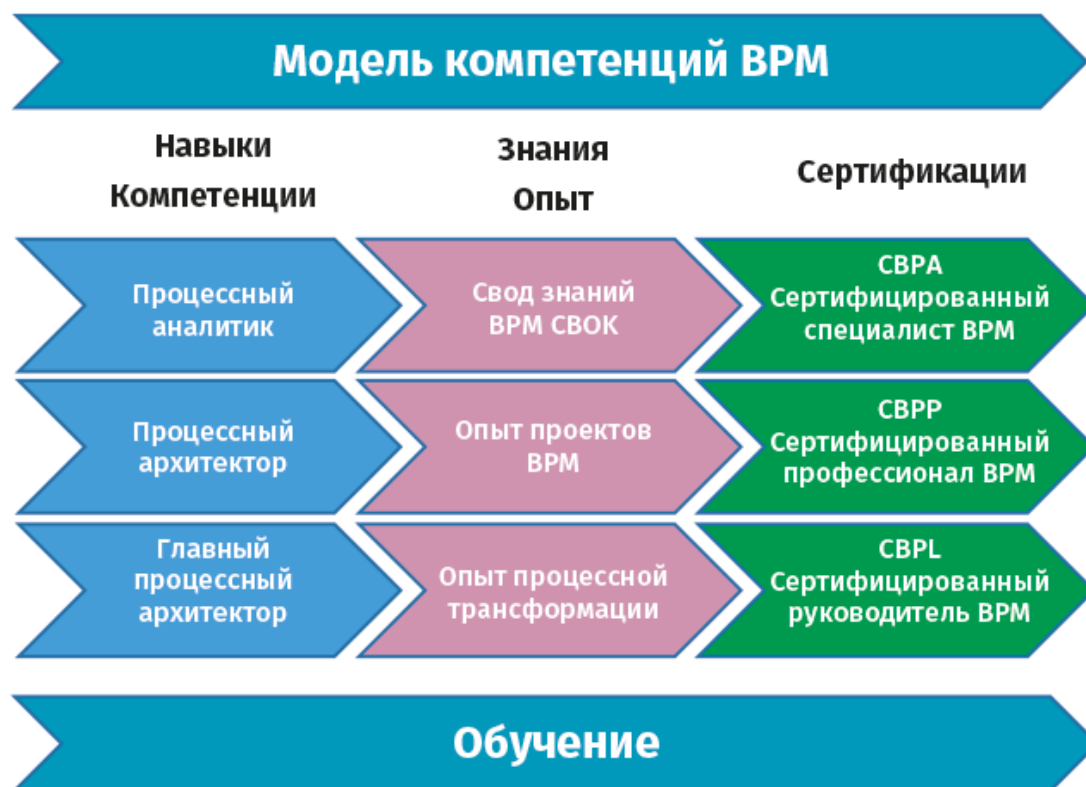 Модель компетенций BPM
Навыки
Компетенции
Знания
Опыт
Сертификации
Процессный
аналитик
Свод знаний
BPM CBOK
CBPA
Сертифицированный
специалист BPM
Процессный
архитектор
Опыт проектов
BPM
CBPP
Сертифицированный
профессионал BPM
Главный
процессный
архитектор
Опыт процессной
трансформации
CBPL
Сертифицированный
руководитель BPM
Обучение